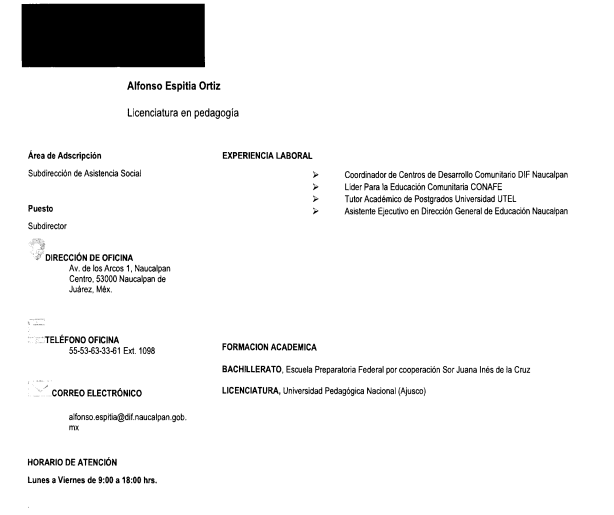 Alfonso Espitia Ortiz
Licenciatura en pedagogía
Área de Adscripción
Subdirección de Asistencia Social
Puesto
Subdirector
DIRECCIÓN DE OFICINA
Av. de los Arcos 1, Naucalpan
Centro, 53000 Naucalpan de
Juárez, Méx.
TELÉFONO OFICINA
55-53-63-33-61 Ext. 1098
CORREO ELECTRÓNICO
alfonso.espitia@dif.naucalpan.gob.
mx
HORARIO DE ATENCIÓN
Lunes a Viernes de 9:00 a 18:00 hrs.
EXPERIENCIA LABORAL
➢ Coordinador de Centros de Desarrollo Comunitario DIF Naucalpan
➢ Líder Para la Educación Comunitaria CONAFE
➢ Tutor Académico de Postgrados Universidad UTEL
➢ Asistente Ejecutivo en Dirección General de Educación Naucalpan
FORMACION ACADEMICA
BACHILLERATO, Escuela Preparatoria Federal por cooperación Sor Juana Inés de la Cruz
LICENCIATURA, Universidad Pedagógica Nacional (Ajusco)